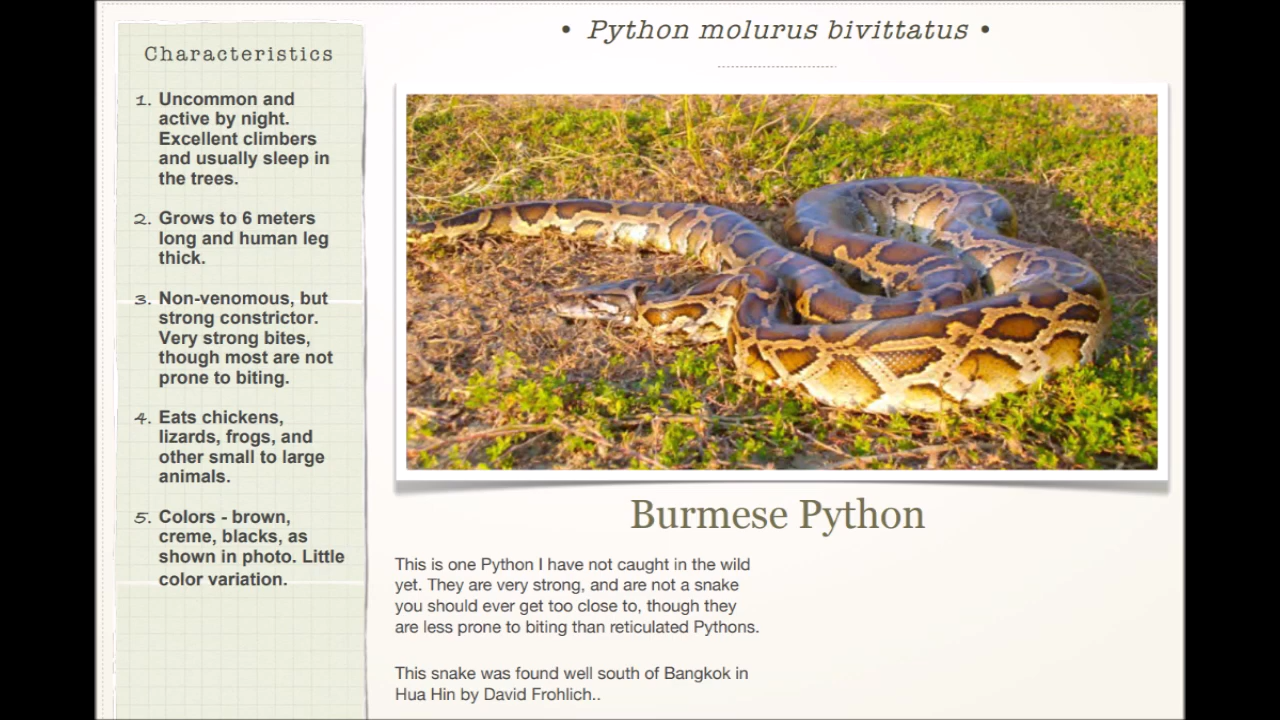 Characteristics
1. Uncommon and
active by night.
Excellent climbers
and usually sleep in
the trees.
2. Grows to 6 meters
long and human leg
thick.
3. Non-venomous, but
strong constrictor.
Very strong bites,
though most are not
prone to biting.
4. Eats chickens,
lizards, frogs, and
other small to large
animals.
5. Colors - brown,
creme, blacks, as
shown in photo. Little
color variation.
• Python molurus bivittatus •
Burmese Python
This is one Python I have not caught in the wild
yet. They are very strong, and are not a snake
you should ever get too close to, though they
are less prone to biting than reticulated Pythons.
This snake was found well south of Bangkok in
Hua Hin by David Frohlich..